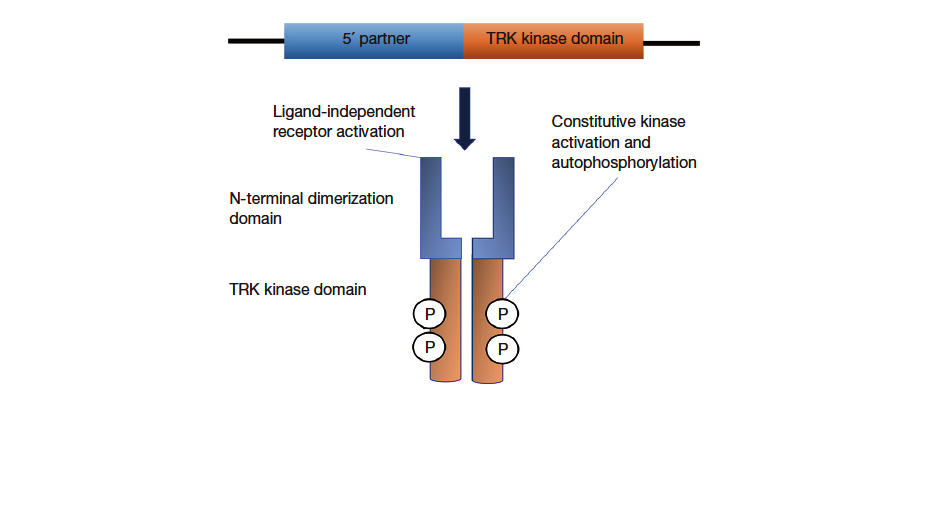 5′ partner
TRK kinase domain
Ligand-independent
receptor activation
Constitutive kinase
activation and
autophosphorylation
N-terminal dimerization
domain
TRK kinase domain
P
P
P
P